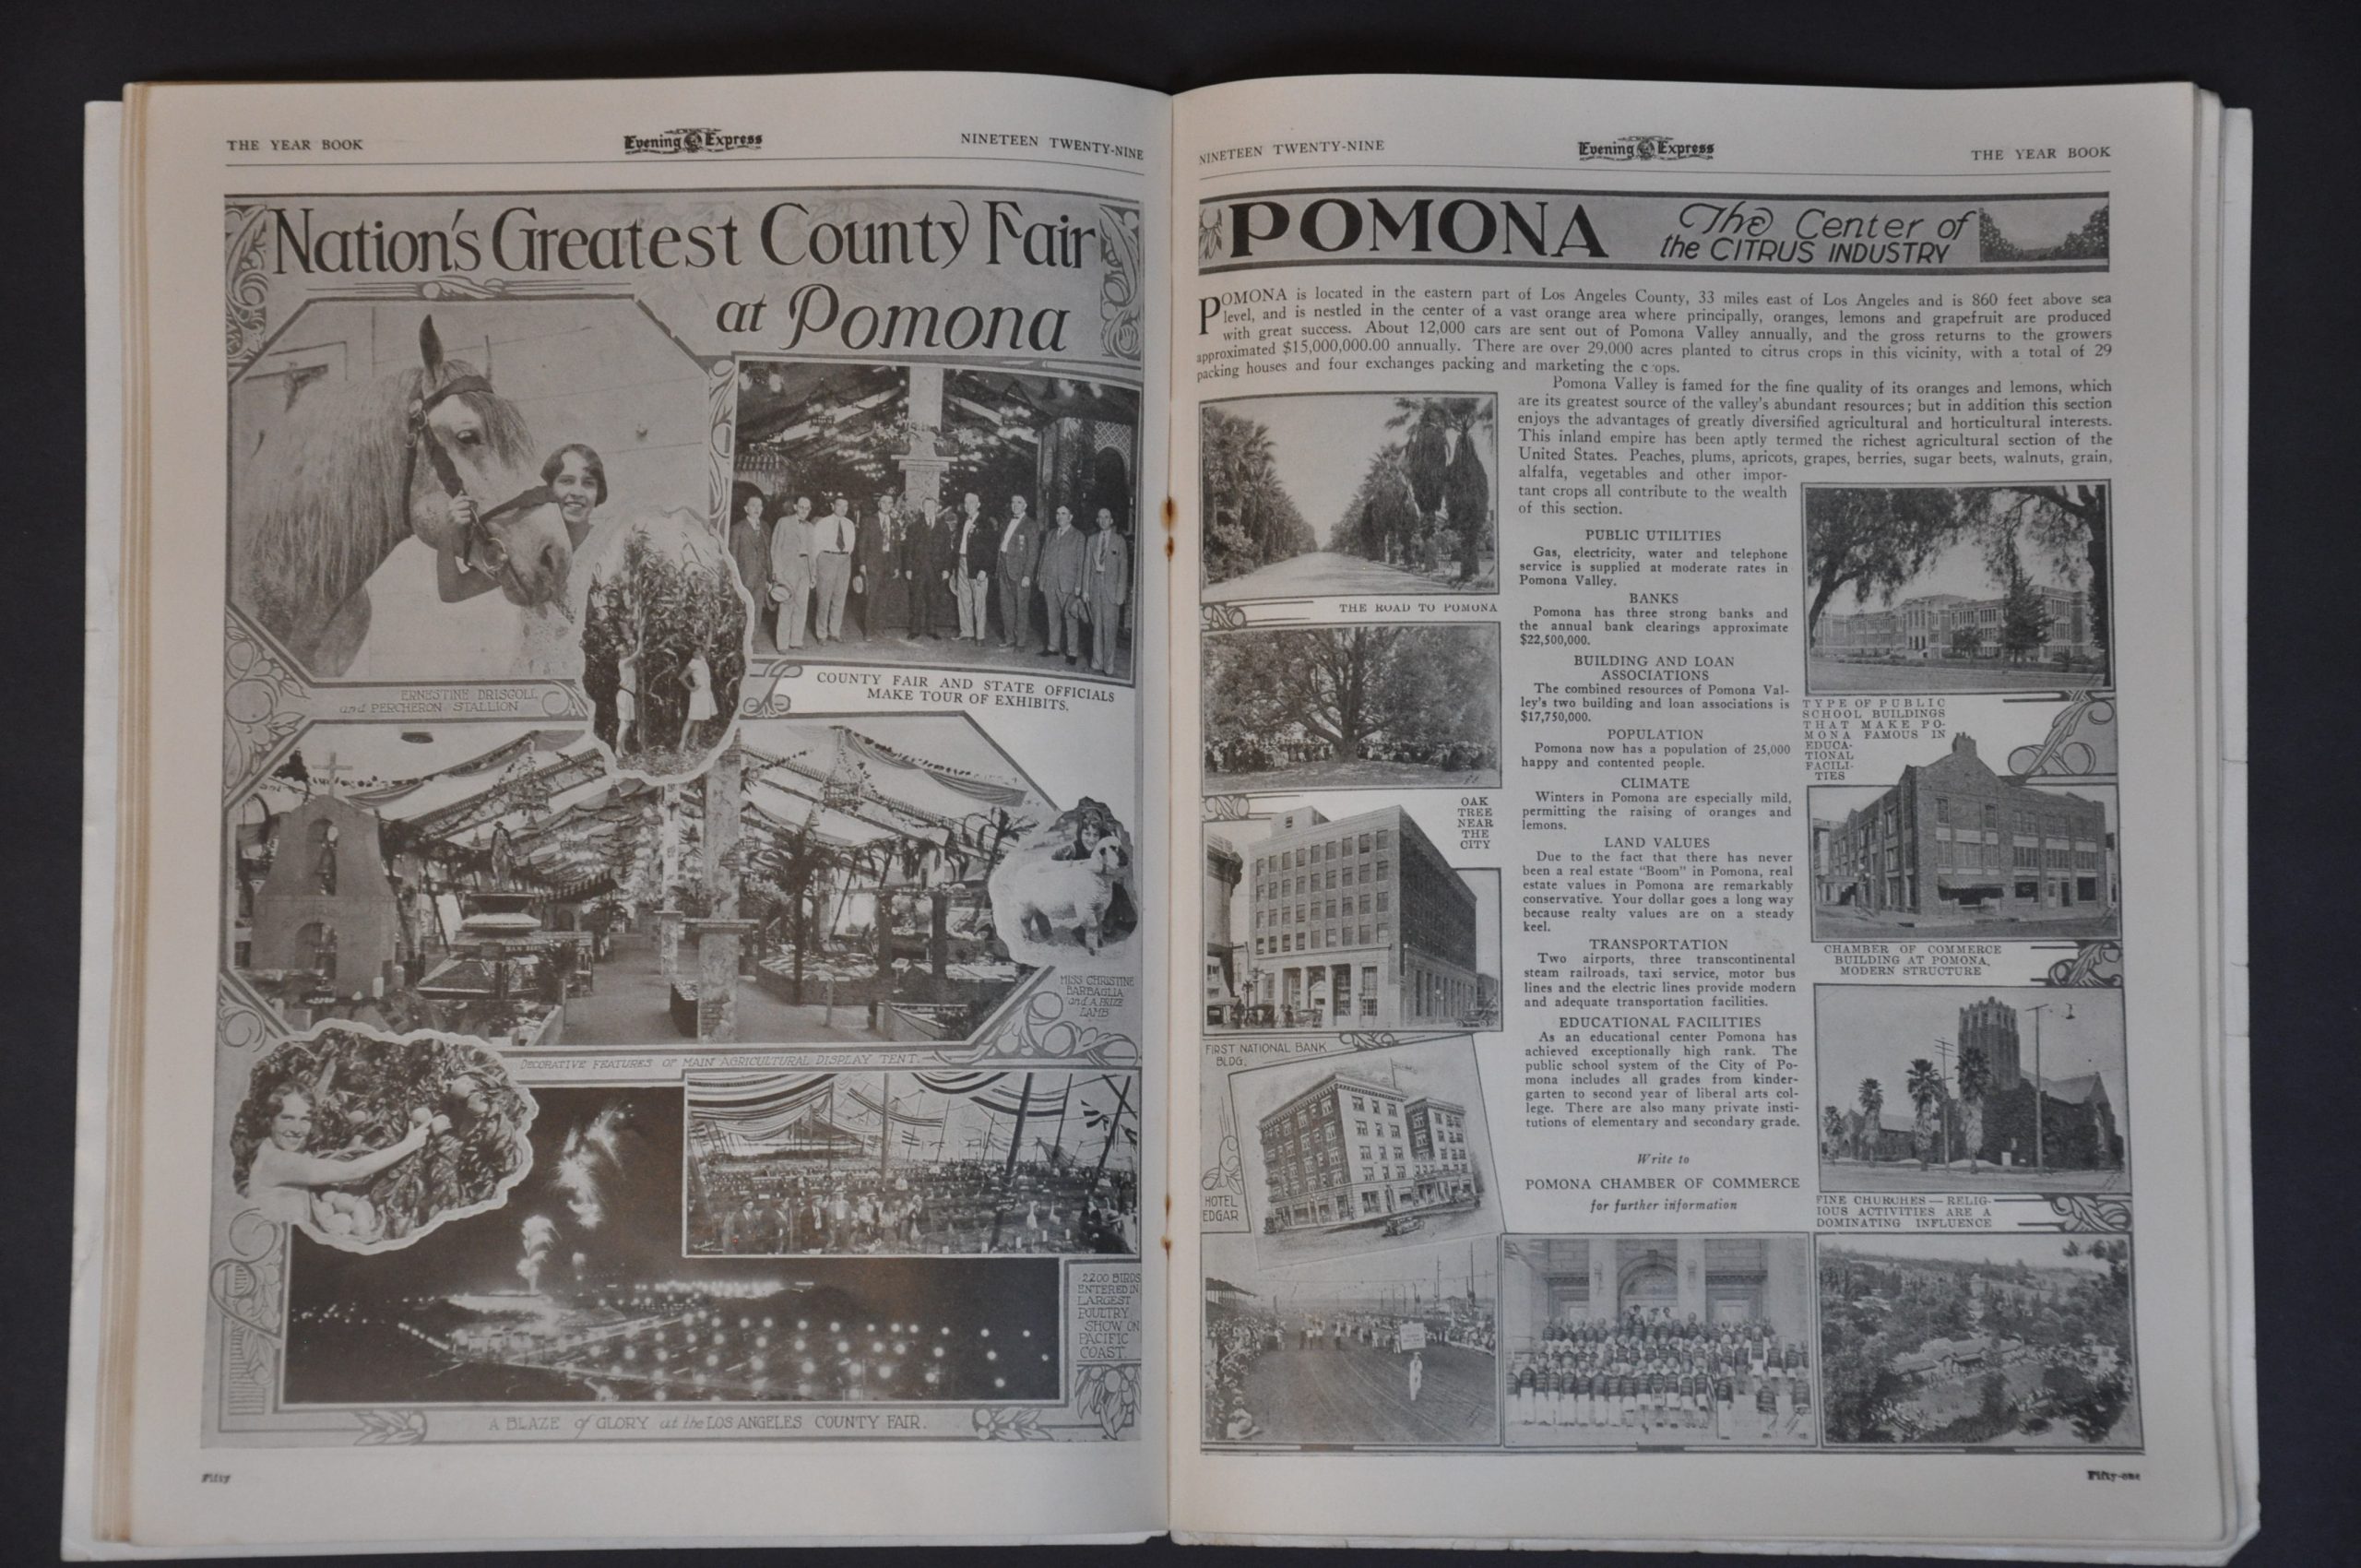 THE YEAR BOOK
Evening Express
NINETEEN TWENTY-NINE
Nation's Greatest County Fair
at Pomona
ERNESTINE DRISCOLL
and PERCHERON STALLION
COUNTY FAIR AND STATE OFFICIALS
MAKE TOUR OF EXHIBITS.
MISS CHRISTINE
BARBAGLIA
and A PRIZE
LAMB
DECORATIVE FEATURES OF MAIN AGRICULTURAL DISPLAY TENT.
2200 BIRDS
ENTERED IN
LARGEST
POULTRY
SHOW ON
PACIFIC
COAST.
A BLAZE of GLORY at the LOS ANGELES COUNTY FAIR.
Fifty
NINETEEN TWENTY-NINE
Evening Express
THE YEAR BOOK
POMONA
The Center of
the CITRUS INDUSTRY
POMONA is located in the eastern part of Los Angeles County, 33 miles east of Los Angeles and is 860 feet above sea
level, and is nestled in the center of a vast orange area where principally, oranges, lemons and grapefruit are produced
with great success. About 12,000 cars are sent out of Pomona Valley annually, and the gross returns to the growers
approximated $15,000,000.00 annually. There are over 29,000 acres planted to citrus crops in this vicinity, with a total of 29
packing houses and four exchanges packing and marketing the c ops.
Pomona Valley is famed for the fine quality of its oranges and lemons, which
are its greatest source of the valley's abundant resources; but in addition this section
enjoys the advantages of greatly diversified agricultural and horticultural interests.
This inland empire has been aptly termed the richest agricultural section of the
United States. Peaches, plums, apricots, grapes, berries, sugar beets, walnuts, grain,
alfalfa, vegetables and other impor-
tant crops all contribute to the wealth
of this section.
PUBLIC UTILITIES
Gas, electricity, water and telephone
service is supplied at moderate rates in
Pomona Valley.
BANKS
Pomona has three strong banks and
the annual bank clearings approximate
$22,500,000.
BUILDING AND LOAN
ASSOCIATIONS
The combined resources of Pomona Val-
ley's two building and loan associations is
$17,750,000.
POPULATION
Pomona now has a population of 25,000
happy and contented people.
CLIMATE
Winters in Pomona are especially mild,
permitting the raising of oranges and
lemons.
LAND VALUES
Due to the fact that there has never
been a real estate "Boom" in Pomona, real
estate values in Pomona are remarkably
conservative. Your dollar goes a long way
because realty values are on a steady
keel.
TRANSPORTATION
Two airports, three transcontinental
steam railroads, taxi service, motor bus
lines and the electric lines provide modern
and adequate transportation facilities.
EDUCATIONAL FACILITIES
As an educational center Pomona has
achieved exceptionally high rank. The
public school system of the City of Po-
mona includes all grades from kinder-
garten to second year of liberal arts col-
lege. There are also many private insti-
tutions of elementary and secondary grade.
Write to
POMONA CHAMBER OF COMMERCE
for further information
THE ROAD TO POMONA
OAK
TREE
NEAR
THE
CITY
FIRST NATIONAL BANK
BLDG.
HOTEL
EDGAR
TYPE OF PUBLIC
SCHOOL BUILDINGS
THAT MAKE PO-
MONA FAMOUS IN
EDUCA-
TIONAL
FACILI-
TIES
CHAMBER OF COMMERCE
BUILDING AT POMONA.
MODERN STRUCTURE
FINE CHURCHES — RELIG-
IOUS ACTIVITIES ARE A
DOMINATING INFLUENCE
Fifty-one